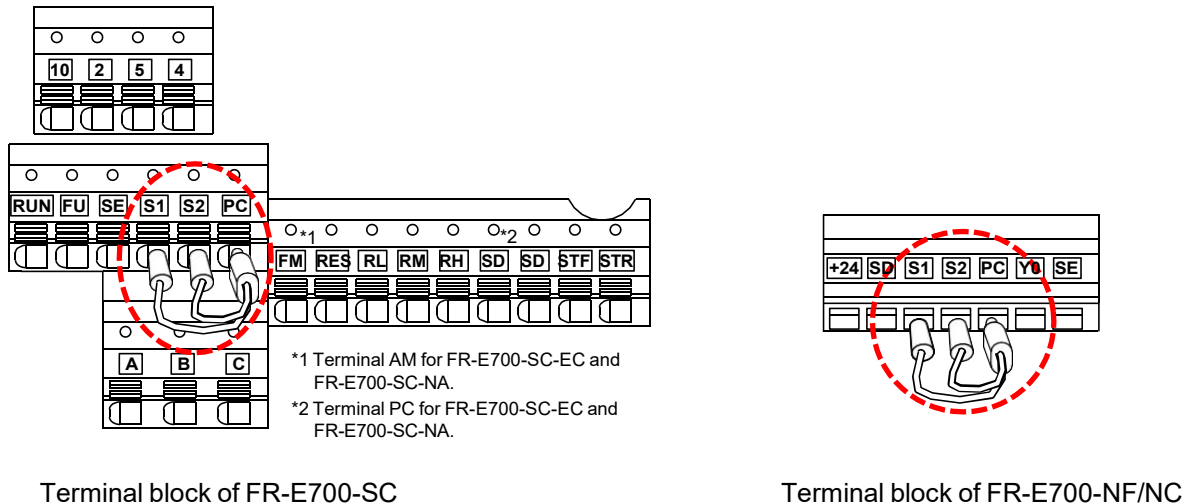 10 2 5 4
RUN FU SE S1 S2 PC
*1 *2
FM RES RL RM RH SD SD STF STR
A B C
*1 Terminal AM for FR-E700-SC-EC and
FR-E700-SC-NA.
*2 Terminal PC for FR-E700-SC-EC and
FR-E700-SC-NA.
Terminal block of FR-E700-SC
+24 SD S1 S2 PC Y0 SE
Terminal block of FR-E700-NF/NC